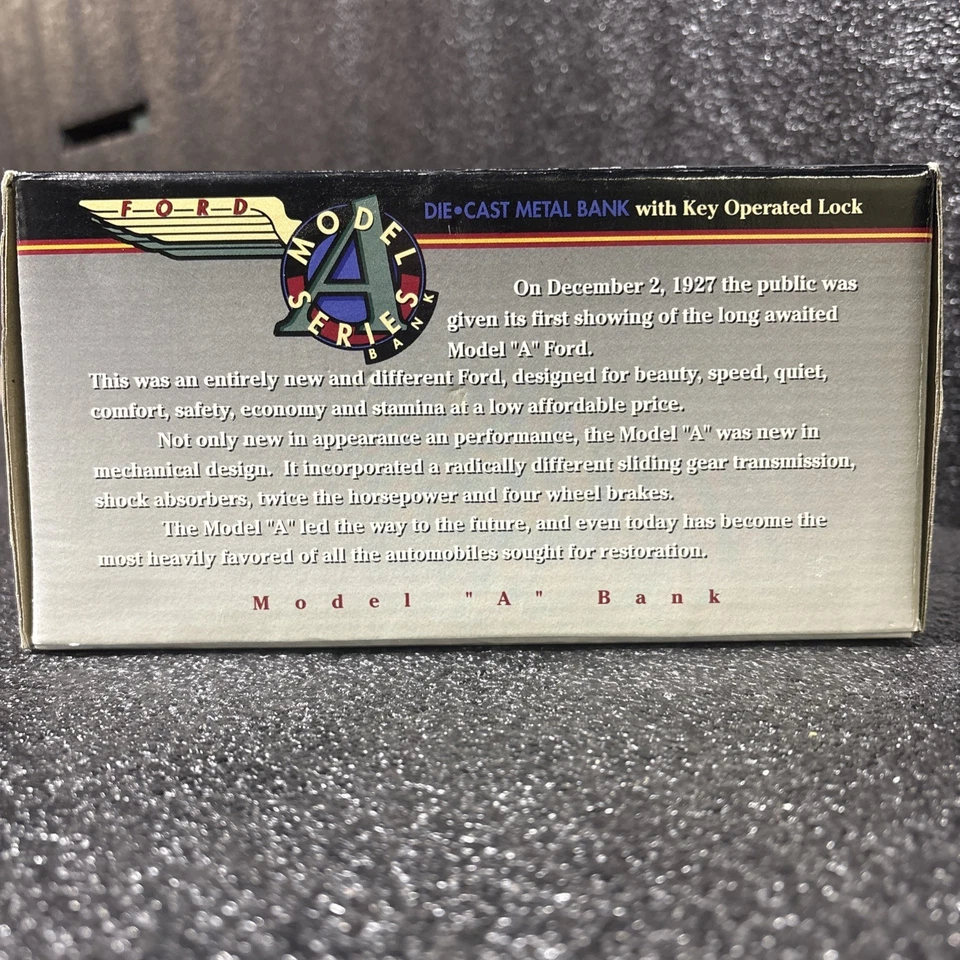 FORD
MODEL
A
SERIES
BANK
DIE•CAST METAL BANK with Key Operated Lock
On December 2, 1927 the public was
given its first showing of the long awaited
Model "A" Ford.
This was an entirely new and different Ford, designed for beauty, speed, quiet,
comfort, safety, economy and stamina at a low affordable price.
Not only new in appearance an performance, the Model "A" was new in
mechanical design. It incorporated a radically different sliding gear transmission,
shock absorbers, twice the horsepower and four wheel brakes.
The Model "A" led the way to the future, and even today has become the
most heavily favored of all the automobiles sought for restoration.
Model "A" Bank